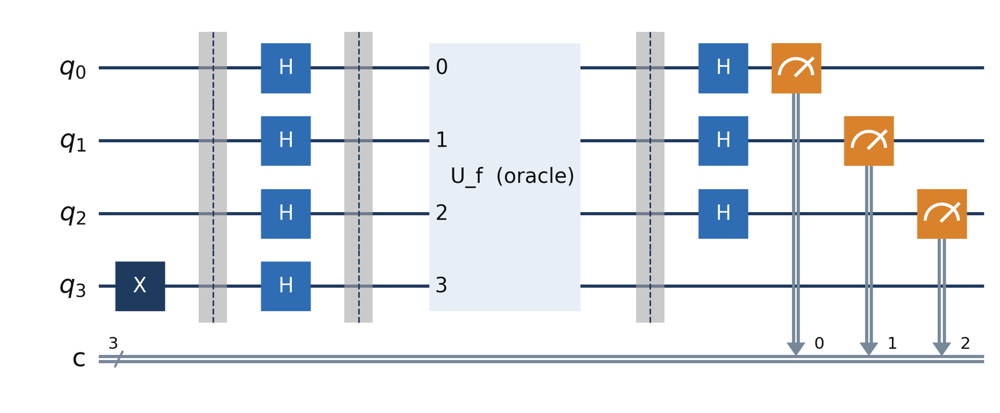 q0 H 0 H
q1 H 1 H
U_f (oracle)
q2 H 2 H
q3 X H 3
3 0 1 2
c